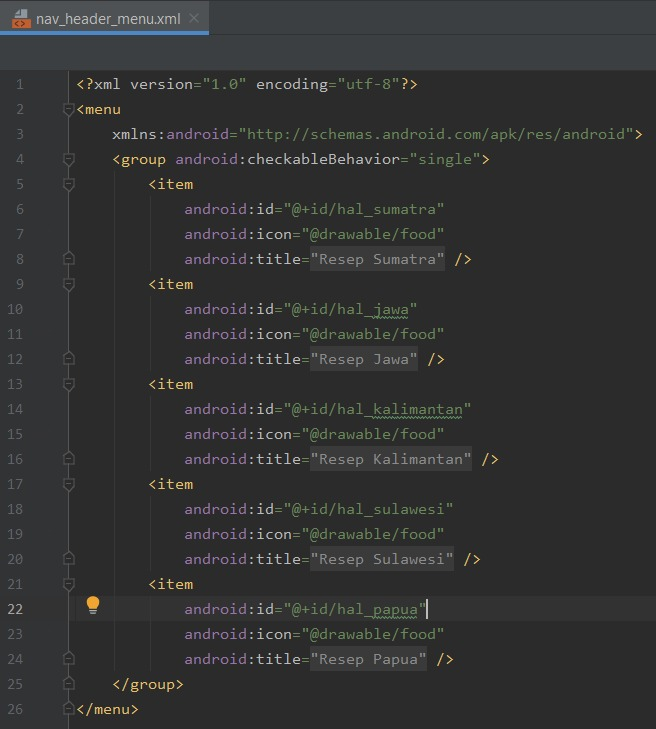 nav_header_menu.xml
1 <?xml version="1.0" encoding="utf-8"?>
2 <menu
3 xmlns:android="http://schemas.android.com/apk/res/android">
4 <group android:checkableBehavior="single">
5 <item
6 android:id="@+id/hal_sumatra"
7 android:icon="@drawable/food"
8 android:title="Resep Sumatra" />
9 <item
10 android:id="@+id/hal_jawa"
11 android:icon="@drawable/food"
12 android:title="Resep Jawa" />
13 <item
14 android:id="@+id/hal_kalimantan"
15 android:icon="@drawable/food"
16 android:title="Resep Kalimantan" />
17 <item
18 android:id="@+id/hal_sulawesi"
19 android:icon="@drawable/food"
20 android:title="Resep Sulawesi" />
21 <item
22 android:id="@+id/hal_papua"
23 android:icon="@drawable/food"
24 android:title="Resep Papua" />
25 </group>
26 </menu>